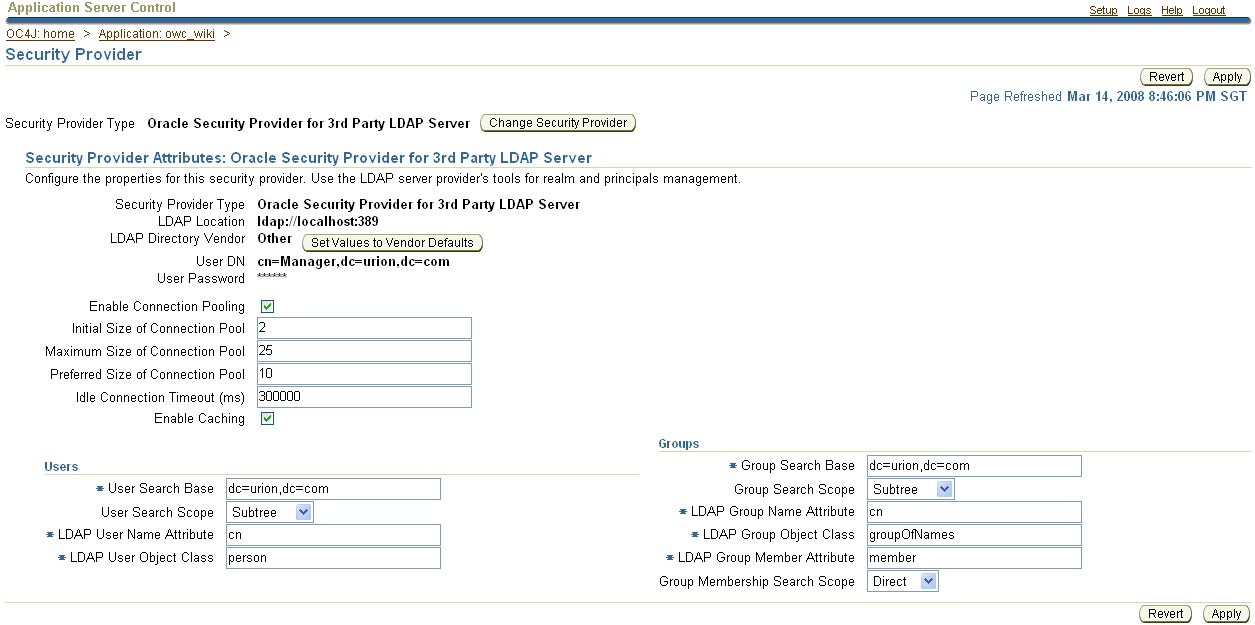 Application Server Control
Setup Logs Help Logout
OC4J: home > Application: owc_wiki >
Security Provider
Revert Apply
Page Refreshed Mar 14, 2008 8:46:06 PM SGT
Security Provider Type Oracle Security Provider for 3rd Party LDAP Server Change Security Provider
Security Provider Attributes: Oracle Security Provider for 3rd Party LDAP Server
Configure the properties for this security provider. Use the LDAP server provider's tools for realm and principals management.
Security Provider Type Oracle Security Provider for 3rd Party LDAP Server
LDAP Location ldap://localhost:389
LDAP Directory Vendor Other Set Values to Vendor Defaults
User DN cn=Manager,dc=urion,dc=com
User Password ******
Enable Connection Pooling
Initial Size of Connection Pool 2
Maximum Size of Connection Pool 25
Preferred Size of Connection Pool 10
Idle Connection Timeout (ms) 300000
Enable Caching
Users
* User Search Base dc=urion,dc=com
User Search Scope Subtree
* LDAP User Name Attribute cn
* LDAP User Object Class person
Groups
* Group Search Base dc=urion,dc=com
Group Search Scope Subtree
* LDAP Group Name Attribute cn
* LDAP Group Object Class groupOfNames
* LDAP Group Member Attribute member
Group Membership Search Scope Direct
Revert Apply